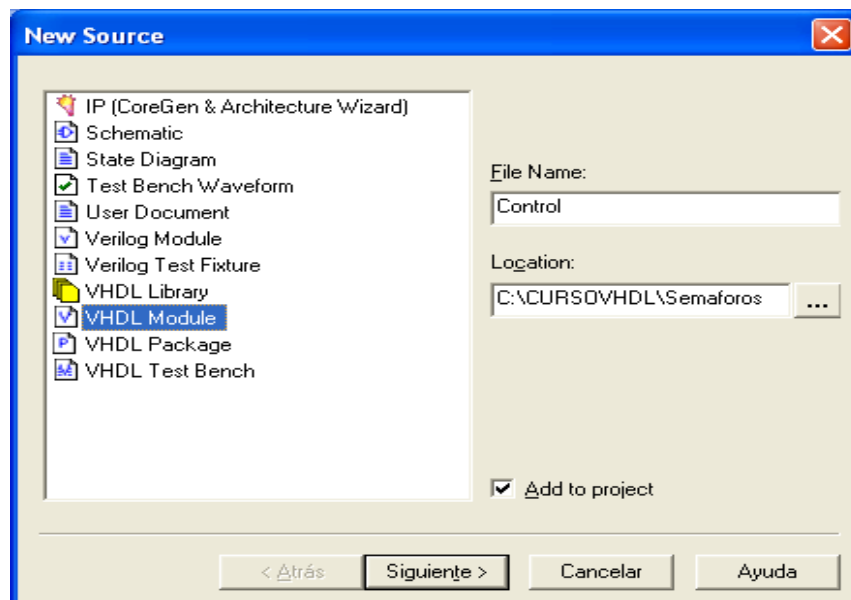 New Source
IP (CoreGen & Architecture Wizard)
Schematic
State Diagram
Test Bench Waveform
User Document
Verilog Module
Verilog Test Fixture
VHDL Library
VHDL Module
VHDL Package
VHDL Test Bench
File Name:
Control
Location:
C:\CURSOVHDL\Semaforos
...
Add to project
< Atrás
Siguiente >
Cancelar
Ayuda